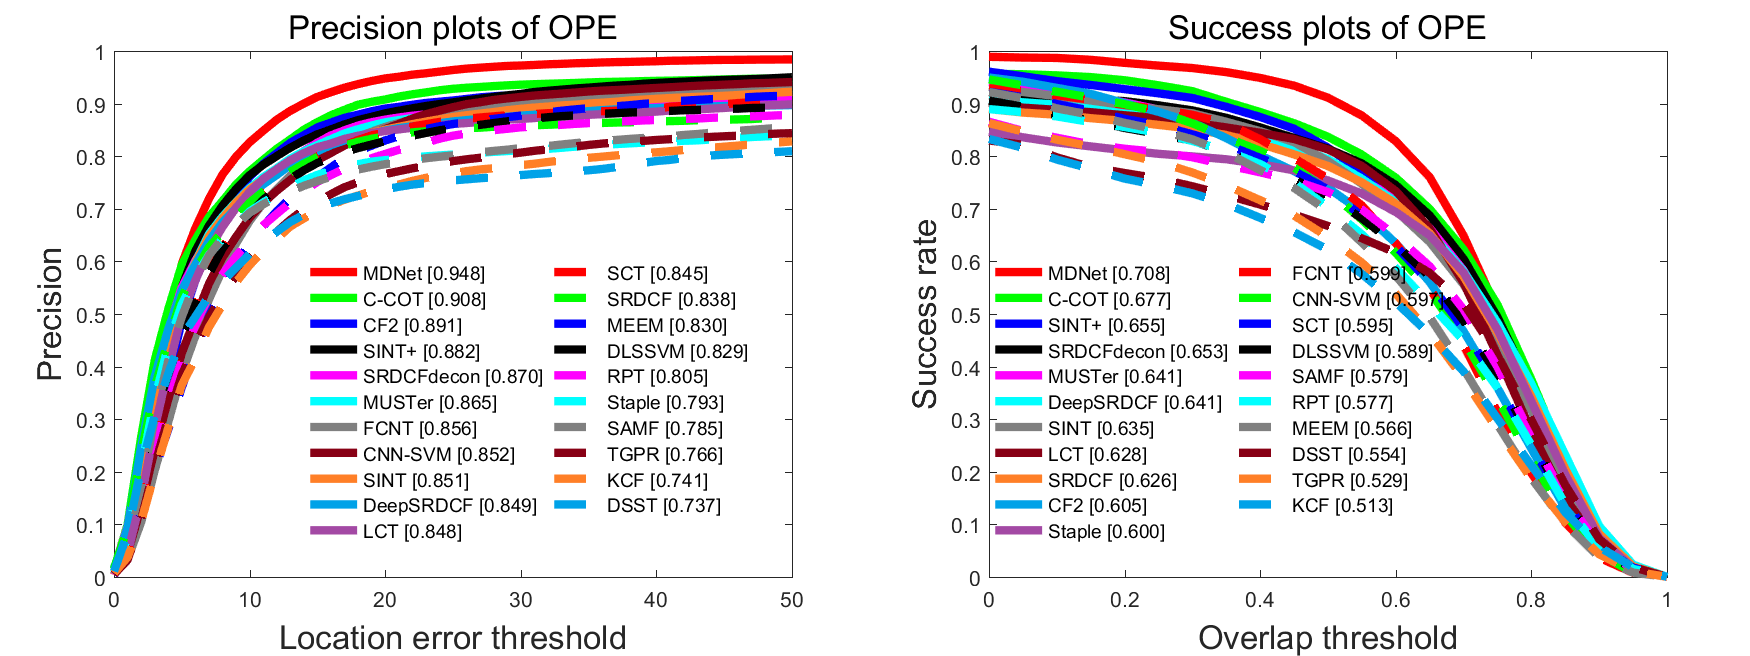 Precision plots of OPE
1
0.9
0.8
0.7
0.6
0.5
0.4
0.3
0.2
0.1
0
Precision
MDNet [0.948]
C-COT [0.908]
CF2 [0.891]
SINT+ [0.882]
SRDCFdecon [0.870]
MUSTer [0.865]
FCNT [0.856]
CNN-SVM [0.852]
SINT [0.851]
DeepSRDCF [0.849]
LCT [0.848]
SCT [0.845]
SRDCF [0.838]
MEEM [0.830]
DLSSVM [0.829]
RPT [0.805]
Staple [0.793]
SAMF [0.785]
TGPR [0.766]
KCF [0.741]
DSST [0.737]
0 10 20 30 40 50
Location error threshold
Success plots of OPE
1
0.9
0.8
0.7
0.6
0.5
0.4
0.3
0.2
0.1
0
Success rate
MDNet [0.708]
C-COT [0.677]
SINT+ [0.655]
SRDCFdecon [0.653]
MUSTer [0.641]
DeepSRDCF [0.641]
SINT [0.635]
LCT [0.628]
SRDCF [0.626]
CF2 [0.605]
Staple [0.600]
FCNT [0.599]
CNN-SVM [0.597]
SCT [0.595]
DLSSVM [0.589]
SAMF [0.579]
RPT [0.577]
MEEM [0.566]
DSST [0.554]
TGPR [0.529]
KCF [0.513]
0 0.2 0.4 0.6 0.8 1
Overlap threshold